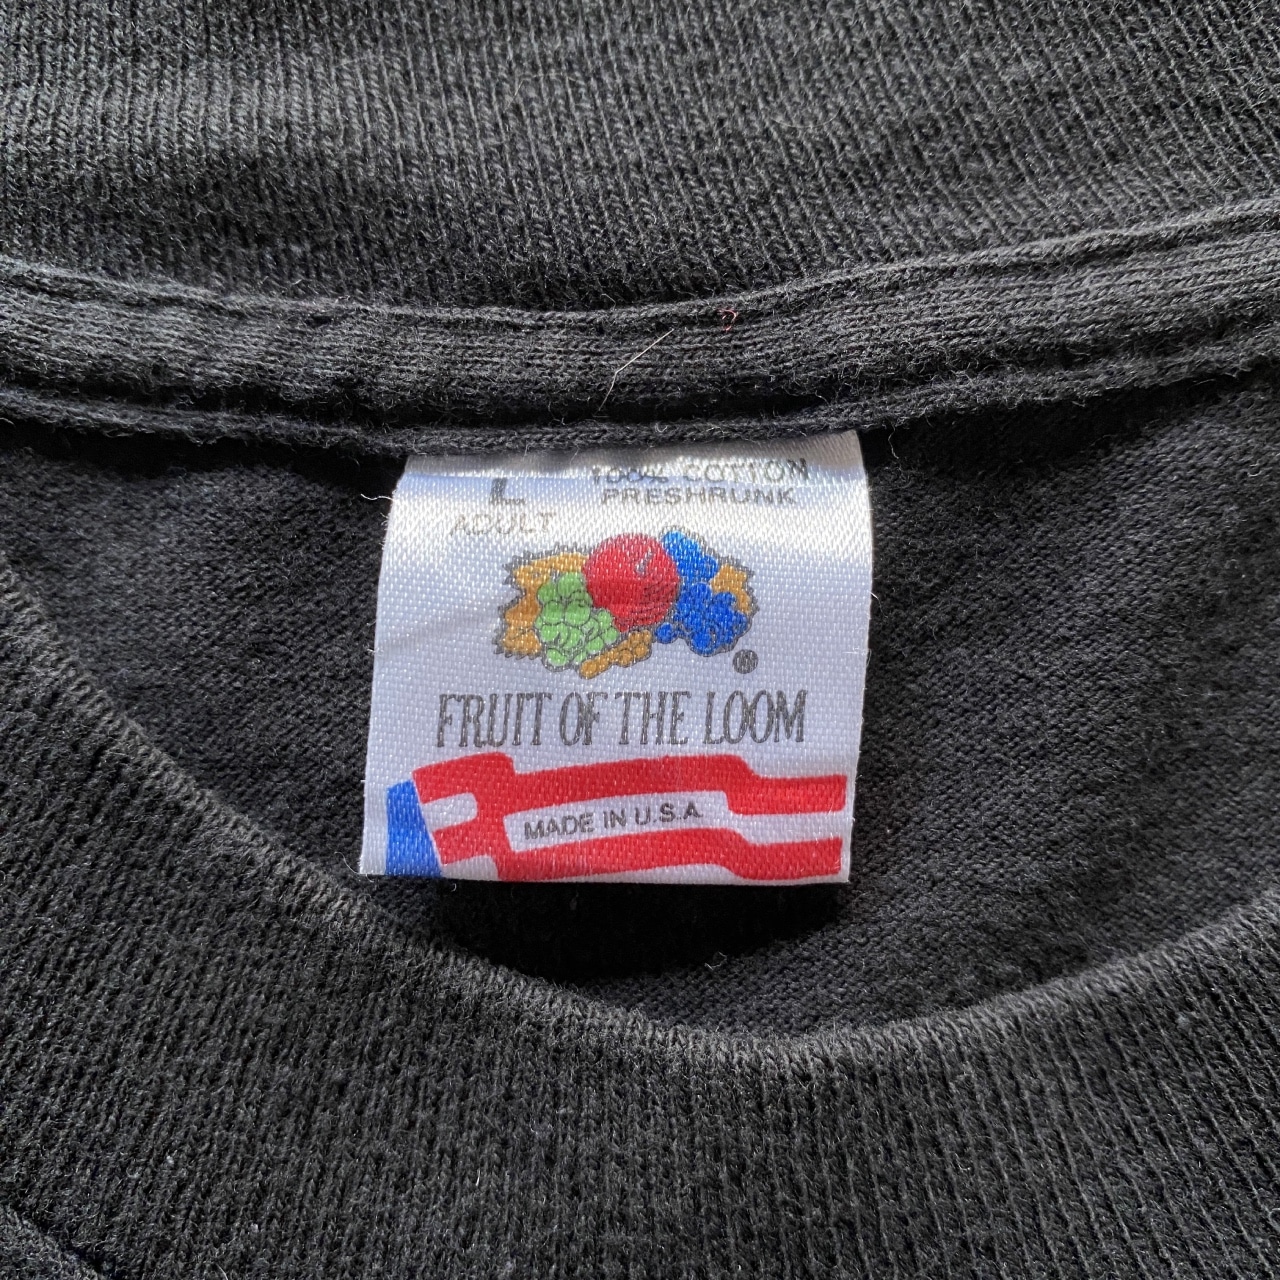 L
ADULT
100% COTTON
PRESHRUNK
®
FRUIT OF THE LOOM
MADE IN U.S.A.